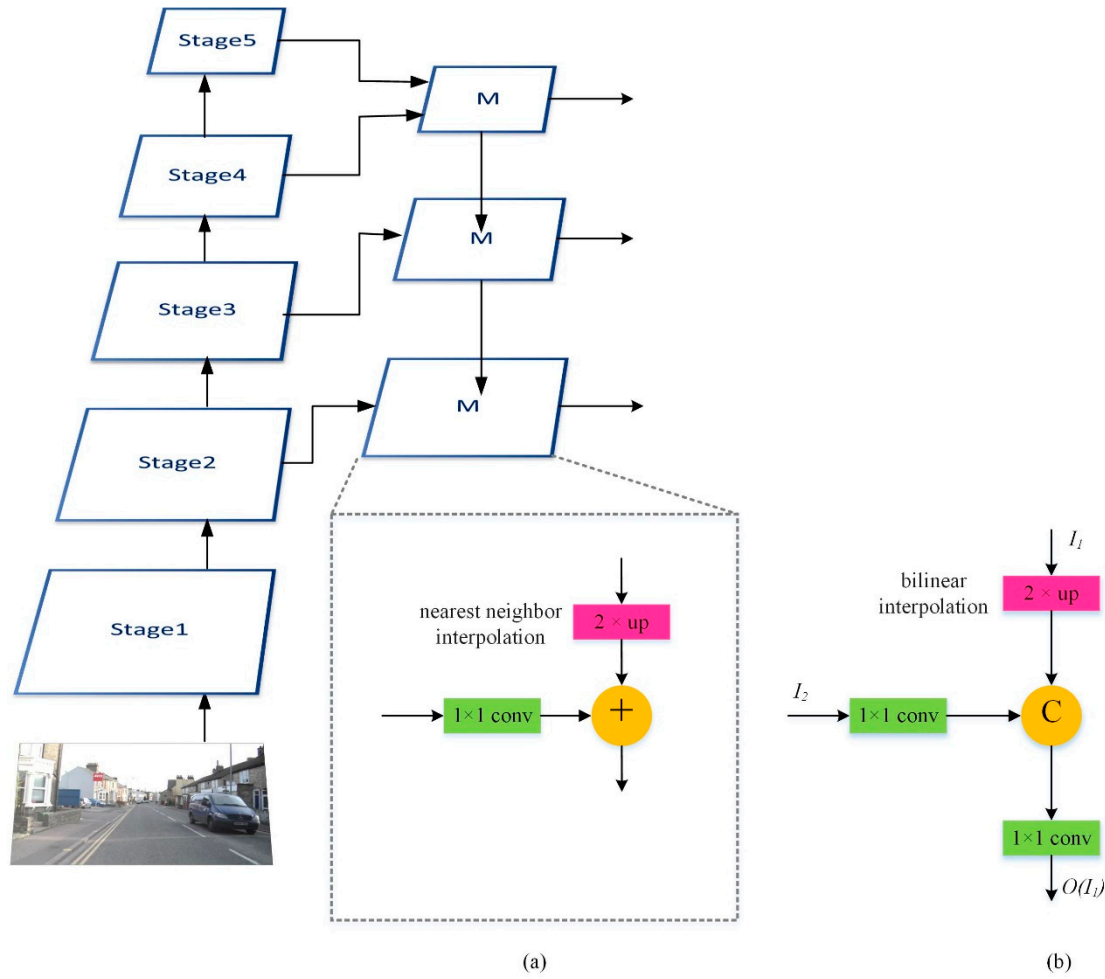 Stage5
M
Stage4
M
Stage3
M
Stage2
Stage1
nearest neighbor
interpolation
2 × up
1×1 conv
+
I1
bilinear
interpolation
2 × up
I2
1×1 conv
C
1×1 conv
O(I1)
(a)
(b)